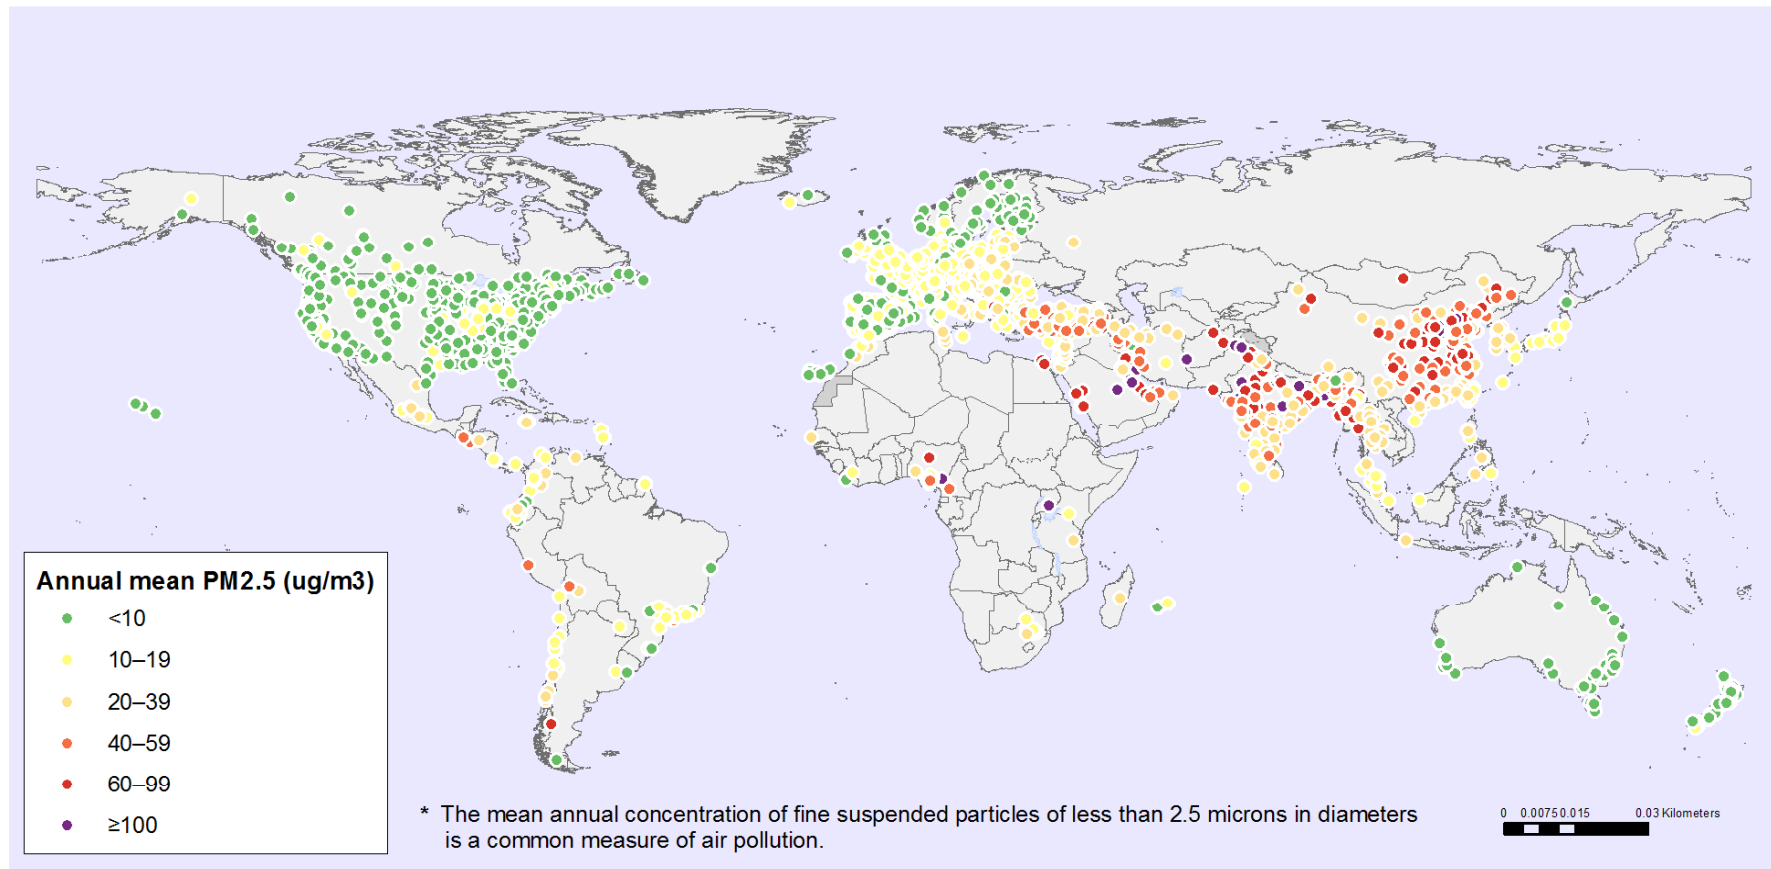 Annual mean PM2.5 (ug/m3)
<10
10–19
20–39
40–59
60–99
≥100
* The mean annual concentration of fine suspended particles of less than 2.5 microns in diameters
is a common measure of air pollution.
0 0.0075 0.015 0.03 Kilometers